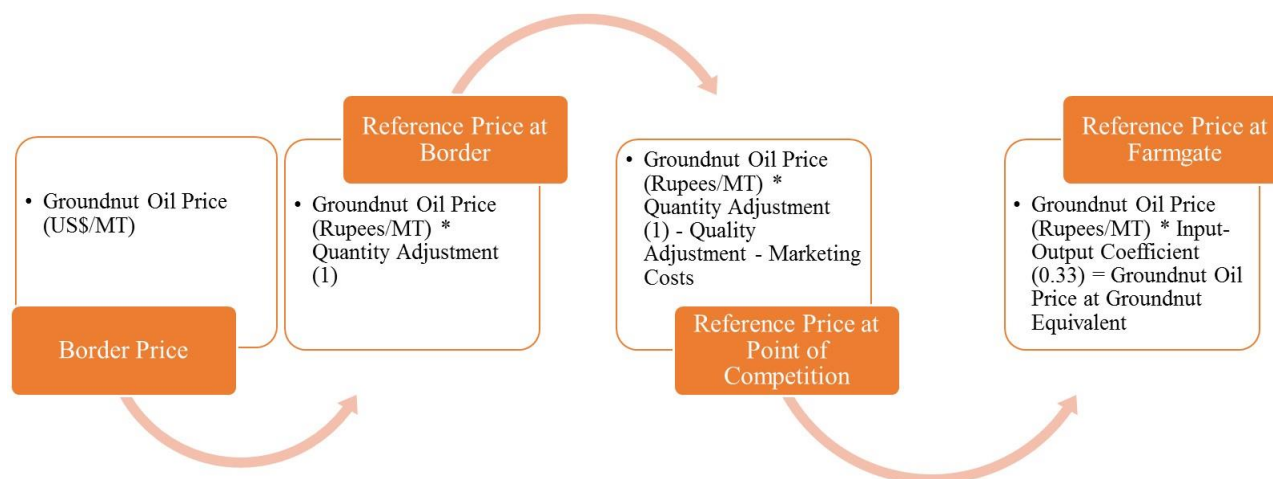 • Groundnut Oil Price
(US$/MT)
Border Price
Reference Price at
Border
• Groundnut Oil Price
(Rupees/MT) *
Quantity Adjustment
(1)
• Groundnut Oil Price
(Rupees/MT) *
Quantity Adjustment
(1) - Quality
Adjustment - Marketing
Costs
Reference Price at
Point of
Competition
Reference Price at
Farmgate
• Groundnut Oil Price
(Rupees/MT) * Input-
Output Coefficient
(0.33) = Groundnut Oil
Price at Groundnut
Equivalent